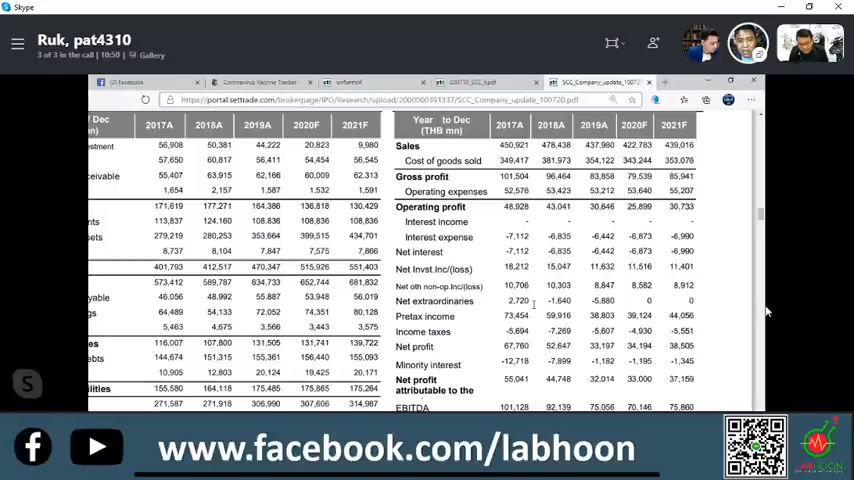 Skype
Ruk, pat4310
3 of 3 in the call | 10:50 | Gallery
(2) Facebook
Coronavirus Vaccine Tracker
200710_SCC_t.pdf
SCC_Company_update_100720.pdf
https://portal.settrade.com/brokerpage/IPO/Research/upload/2000000391337/SCC_Company_update_100720.pdf
/ Dec 2017A 2018A 2019A 2020F 2021F
n)
estment 56,908 50,381 44,222 20,823 9,980
57,650 60,817 56,411 54,454 56,545
ceivable 55,407 63,915 62,166 60,009 62,313
1,654 2,157 1,587 1,532 1,591
171,619 177,271 164,386 136,818 130,429
nts 113,837 124,160 108,836 108,836 108,836
sets 279,219 280,253 353,664 399,515 434,701
8,737 8,104 7,847 7,575 7,866
401,793 412,517 470,347 515,926 551,403
573,412 589,787 634,733 652,744 681,832
yable 46,056 48,992 55,887 53,948 56,019
gs 64,489 54,133 72,052 74,351 80,128
5,463 4,675 3,566 3,443 3,575
es 116,007 107,800 131,505 131,741 139,722
ebts 144,674 151,315 155,361 156,440 155,093
10,905 12,803 20,124 19,425 20,171
bilities 155,580 164,118 175,485 175,865 175,264
271,587 271,918 306,990 307,606 314,987
Year to Dec 2017A 2018A 2019A 2020F 2021F
(THB mn)
Sales 450,921 478,438 437,980 422,783 439,016
Cost of goods sold 349,417 381,973 354,122 343,244 353,076
Gross profit 101,504 96,464 83,858 79,539 85,941
Operating expenses 52,576 53,423 53,212 53,640 55,207
Operating profit 48,928 43,041 30,646 25,899 30,733
Interest income - - - - -
Interest expense -7,112 -6,835 -6,442 -6,873 -6,990
Net interest -7,112 -6,835 -6,442 -6,873 -6,990
Net Invst.Inc/(loss) 18,212 15,047 11,632 11,516 11,401
Net oth non-op.Inc/(loss) 10,706 10,303 8,847 8,582 8,912
Net extraordinaries 2,720 -1,640 -5,880 0 0
Pretax income 73,454 59,916 38,803 39,124 44,056
Income taxes -5,694 -7,269 -5,607 -4,930 -5,551
Net profit 67,760 52,647 33,197 34,194 38,505
Minority interest -12,718 -7,899 -1,182 -1,195 -1,345
Net profit 55,041 44,748 32,014 33,000 37,159
attributable to the
EBITDA 101,128 92,139 75,056 70,146 75,860
www.facebook.com/labhoon
LABHOON